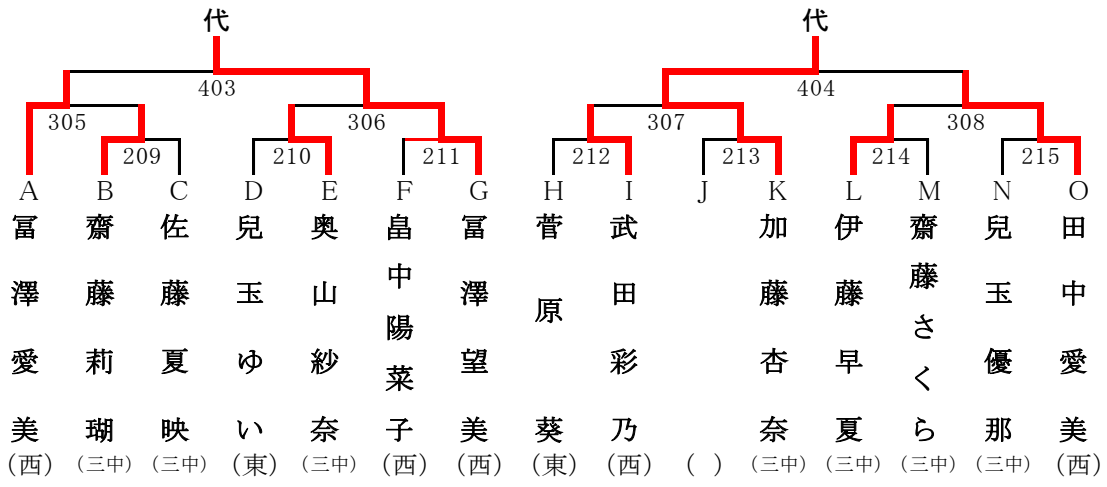 代 代
403 404
305 306 307 308
209 210 211 212 213 214 215
A B C D E F G H I J K L M N O
冨澤愛美
齋藤莉瑚
佐藤夏映
兒玉ゆい
奥山紗奈
畠中陽菜子
冨澤望美
菅原葵
武田彩乃
加藤杏奈
伊藤早夏
齋藤さくら
兒玉優那
田中愛美
(西) (三中) (三中) (東) (三中) (西) (西) (東) (西) ( ) (三中) (三中) (三中) (三中) (西)